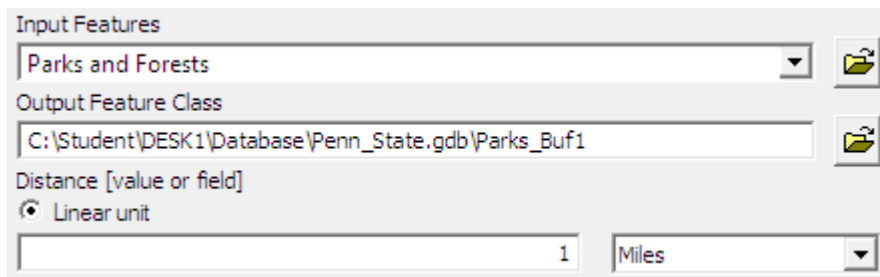 Input Features
Parks and Forests
Output Feature Class
C:\Student\DESK1\Database\Penn_State.gdb\Parks_Buf1
Distance [value or field]
Linear unit
1 Miles